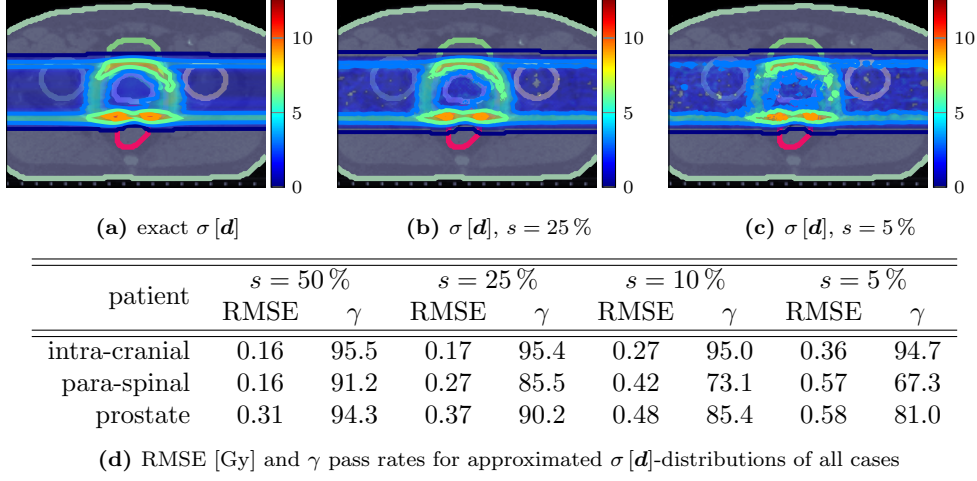 10
5
0
10
5
0
10
5
0
(a) exact σ [d]
(b) σ [d], s = 25 %
(c) σ [d], s = 5 %
patient s = 50 % s = 25 % s = 10 % s = 5 %
RMSE γ RMSE γ RMSE γ RMSE γ
intra-cranial 0.16 95.5 0.17 95.4 0.27 95.0 0.36 94.7
para-spinal 0.16 91.2 0.27 85.5 0.42 73.1 0.57 67.3
prostate 0.31 94.3 0.37 90.2 0.48 85.4 0.58 81.0
(d) RMSE [Gy] and γ pass rates for approximated σ [d]-distributions of all cases